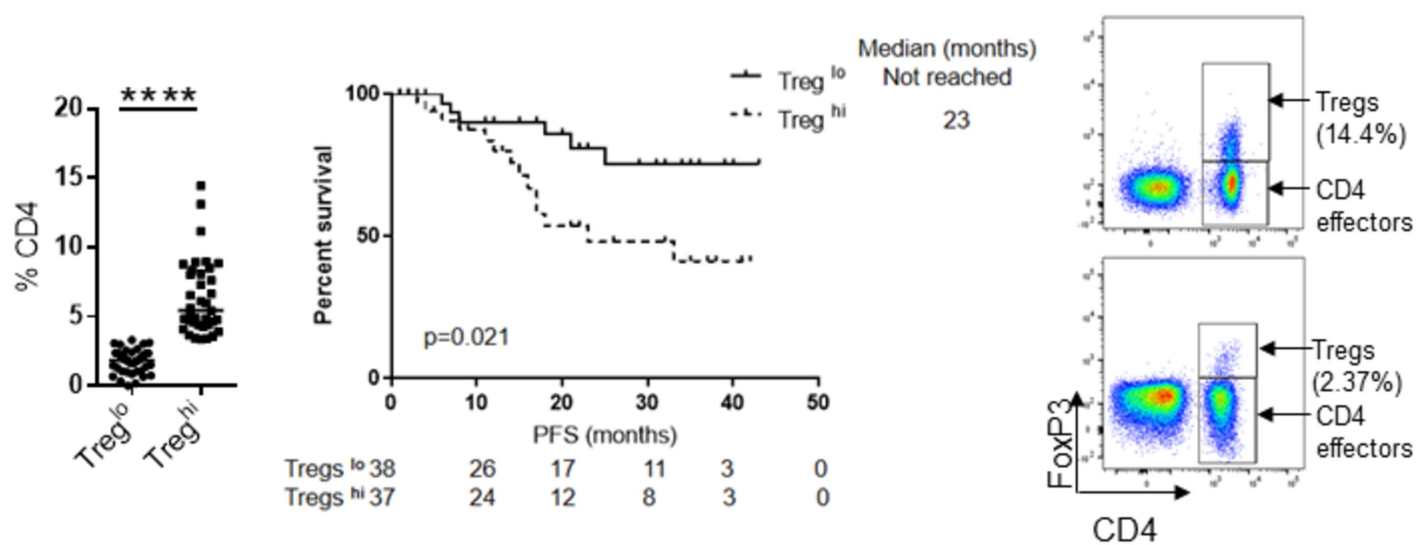 % CD4
20
15
10
5
0
****
Treg lo
Treg hi
Percent survival
100
50
0
p=0.021
0 10 20 30 40 50
PFS (months)
Tregs lo 38 26 17 11 3 0
Tregs hi 37 24 12 8 3 0
Median (months)
Treg lo Not reached
Treg hi 23
Tregs
(14.4%)
CD4
effectors
Tregs
(2.37%)
CD4
effectors
FoxP3
CD4